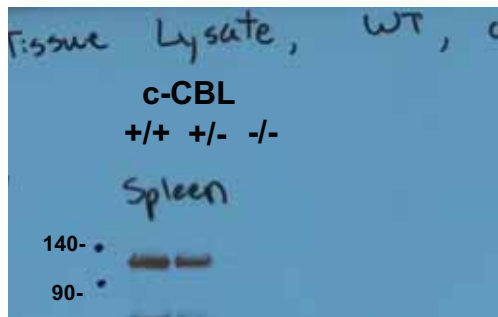 Tissue Lysate, WT, c
c-CBL
+/+ +/- -/-
Spleen
140-
90-